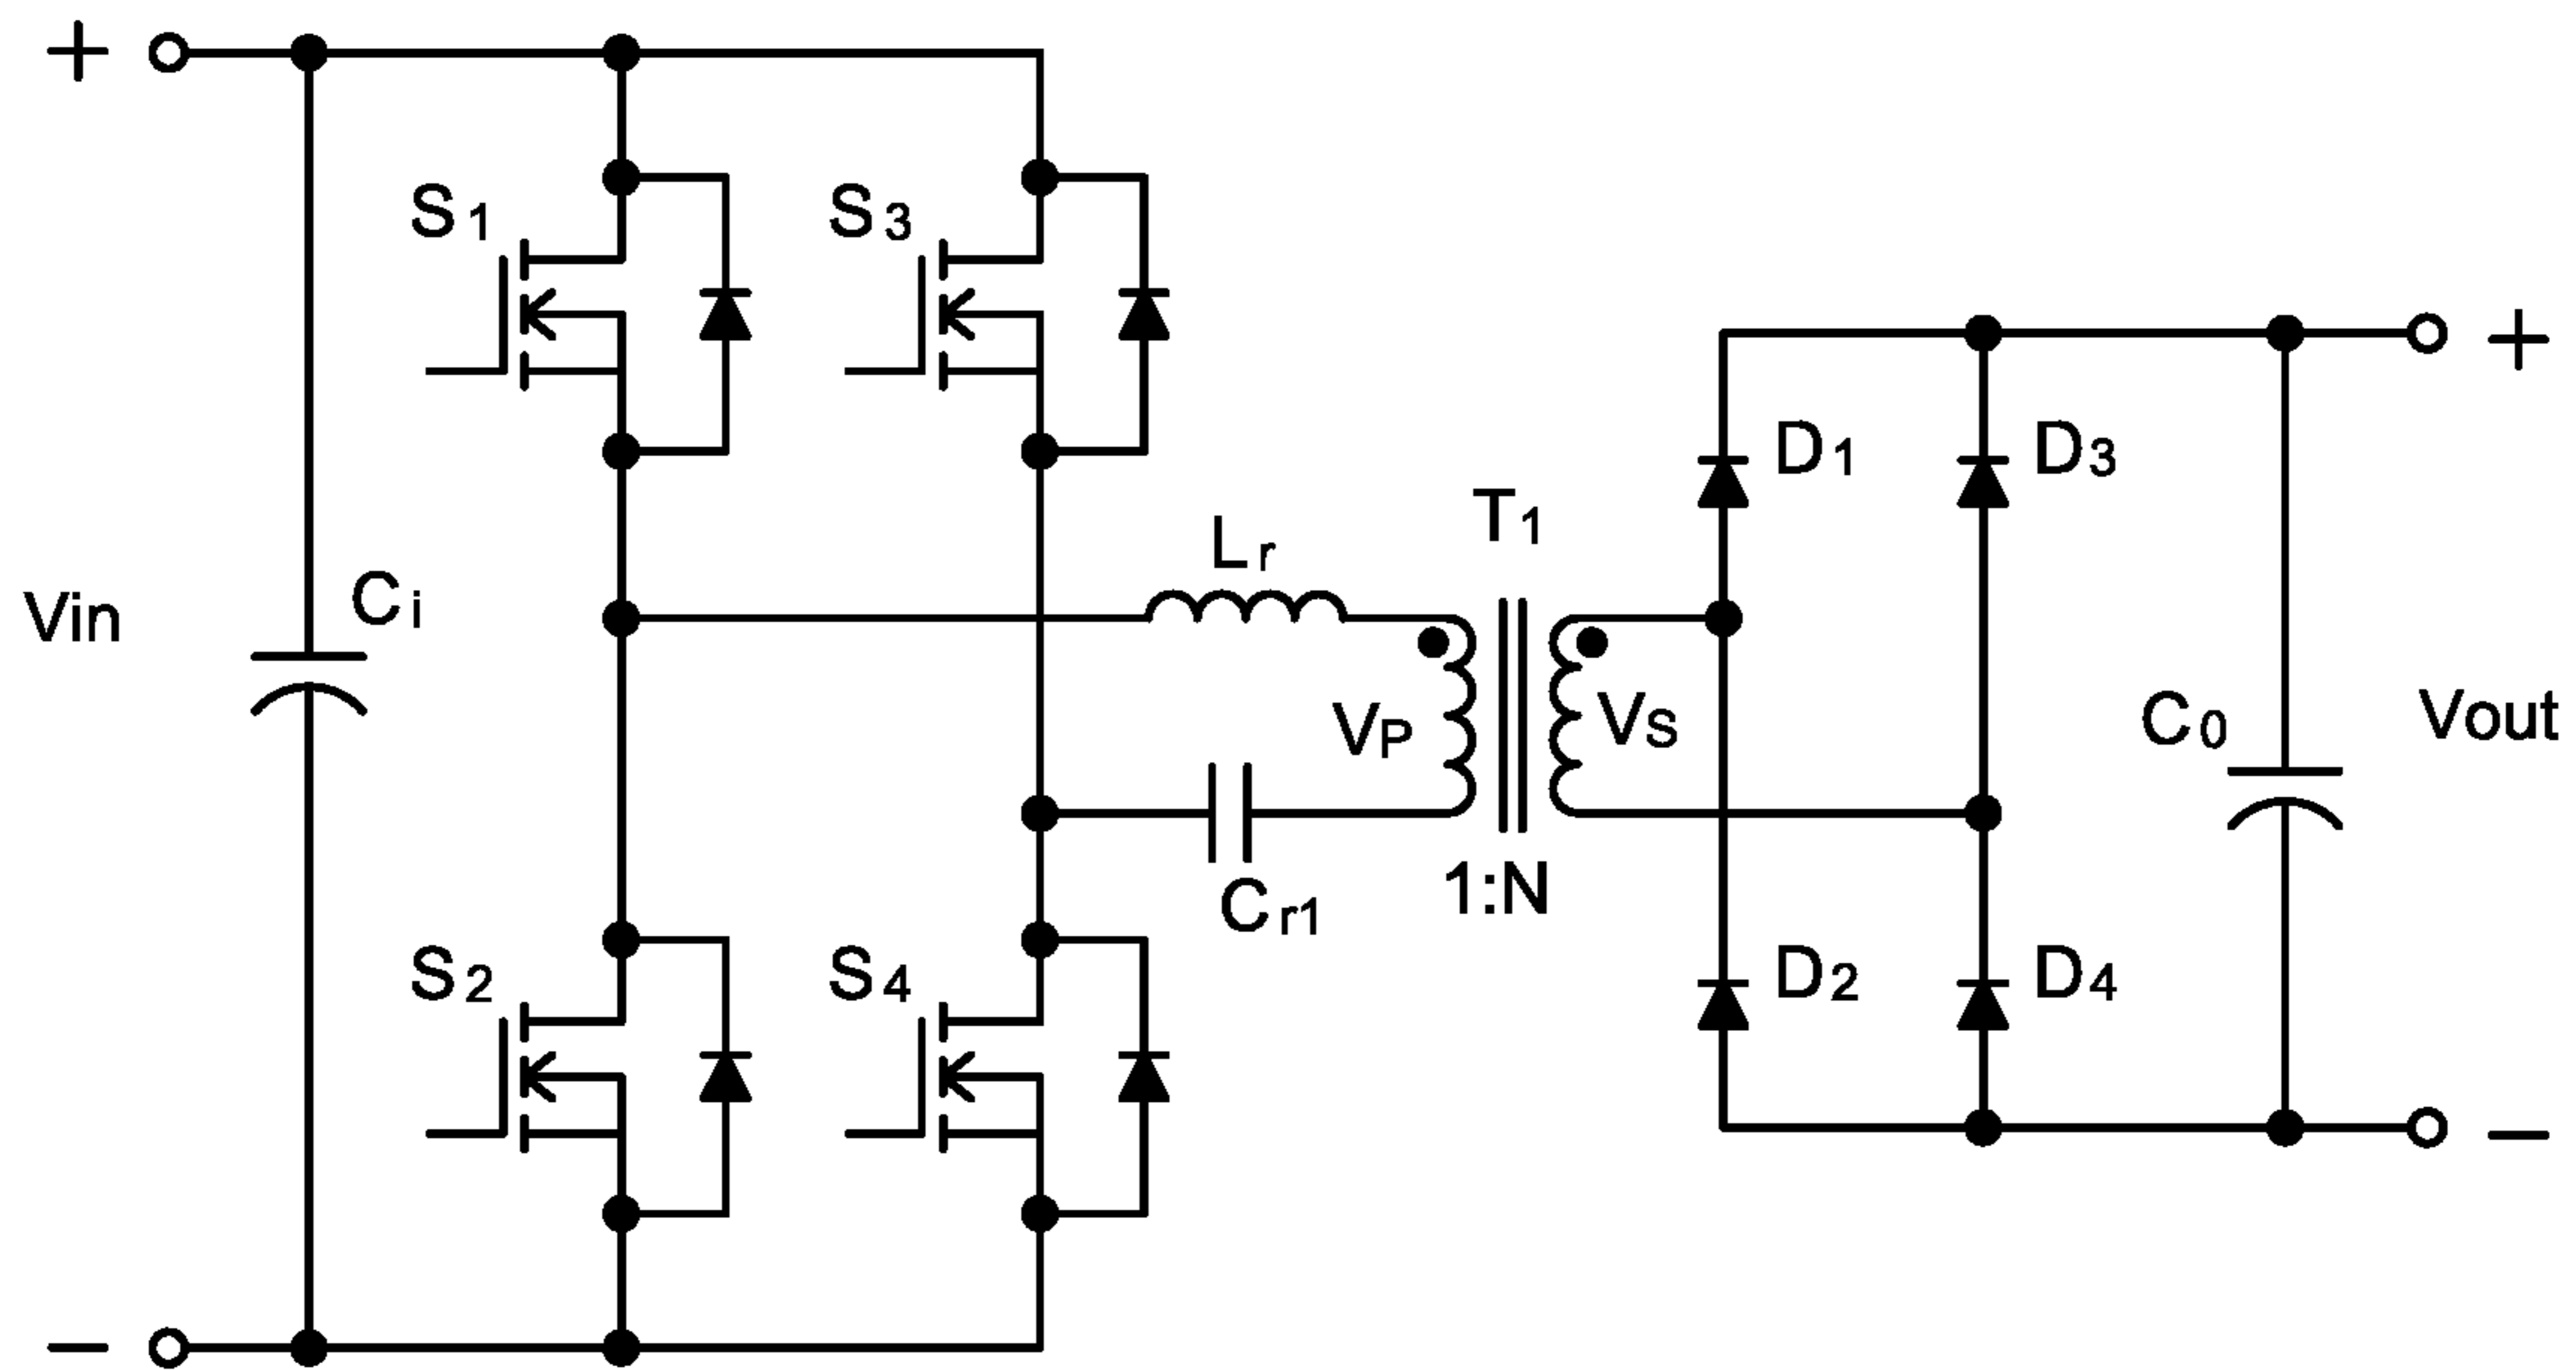 +
S1
S3
Vin
Ci
Lr
T1
VP
VS
Cr1
1:N
S2
S4
−
D1
D3
+
C0
Vout
D2
D4
−